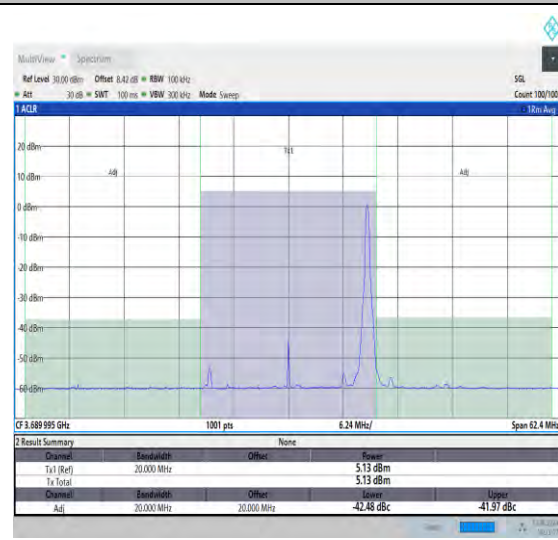 MultiView Spectrum
Ref Level 30.00 dBm Offset 8.42 dB RBW 100 kHz SGL
Att 30 dB SWT 100 ms VBW 300 kHz Mode Sweep Count 100/100
1 ACLR 1Rm Avg
20 dBm
Tx1
10 dBm
Adj Adj
0 dBm
-10 dBm
-20 dBm
-30 dBm
-40 dBm
-50 dBm
-60 dBm
CF 3.689 995 GHz 1001 pts 6.24 MHz/ Span 62.4 MHz
2 Result Summary None
Channel Bandwidth Offset Power
Tx1 (Ref) 20.000 MHz 5.13 dBm
Tx Total 5.13 dBm
Channel Bandwidth Offset Lower Upper
Adj 20.000 MHz 20.000 MHz -42.48 dBc -41.97 dBc